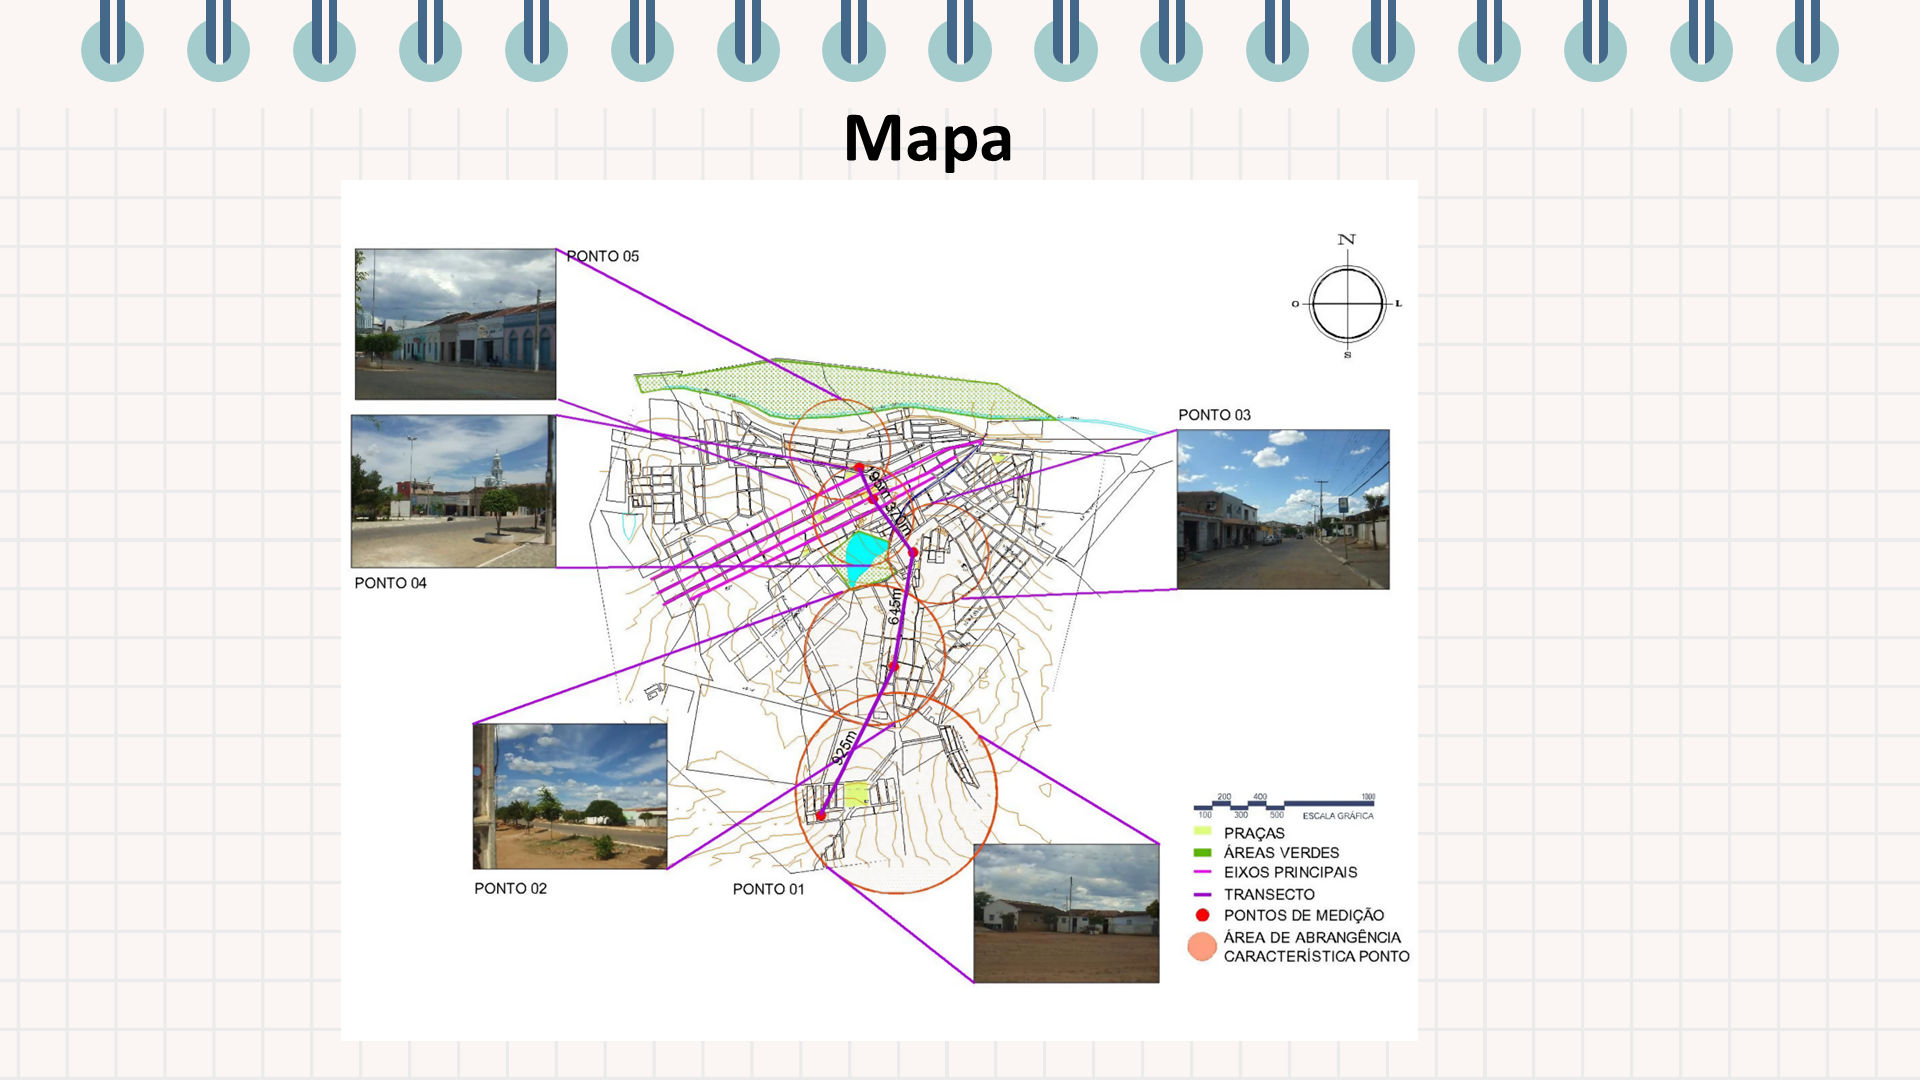 Mapa
PONTO 05
N
O
L
S
PONTO 03
195m
370m
PONTO 04
645m
925m
PONTO 02
PONTO 01
200 400 1000
100 300 500 ESCALA GRÁFICA
PRAÇAS
ÁREAS VERDES
EIXOS PRINCIPAIS
TRANSECTO
PONTOS DE MEDIÇÃO
ÁREA DE ABRANGÊNCIA
CARACTERÍSTICA PONTO